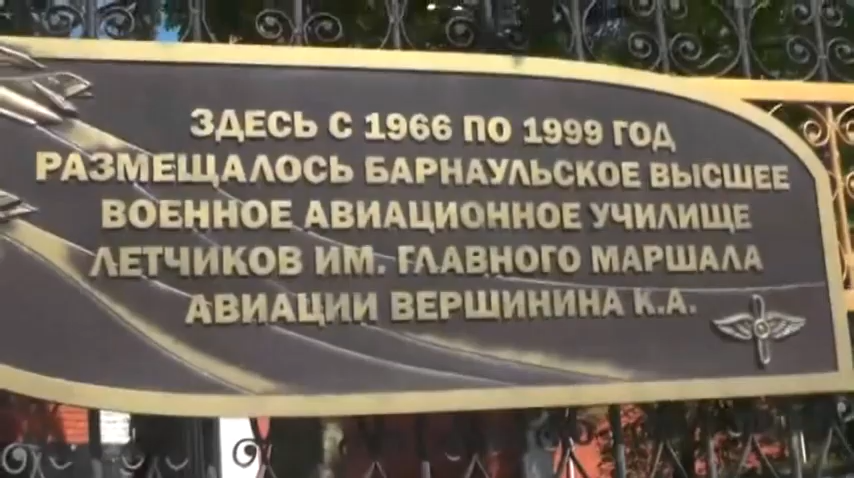 ЗДЕСЬ С 1966 ПО 1999 ГОД
РАЗМЕЩАЛОСЬ БАРНАУЛЬСКОЕ ВЫСШЕЕ
ВОЕННОЕ АВИАЦИОННОЕ УЧИЛИЩЕ
ЛЕТЧИКОВ ИМ. ГЛАВНОГО МАРШАЛА
АВИАЦИИ ВЕРШИНИНА К.А.